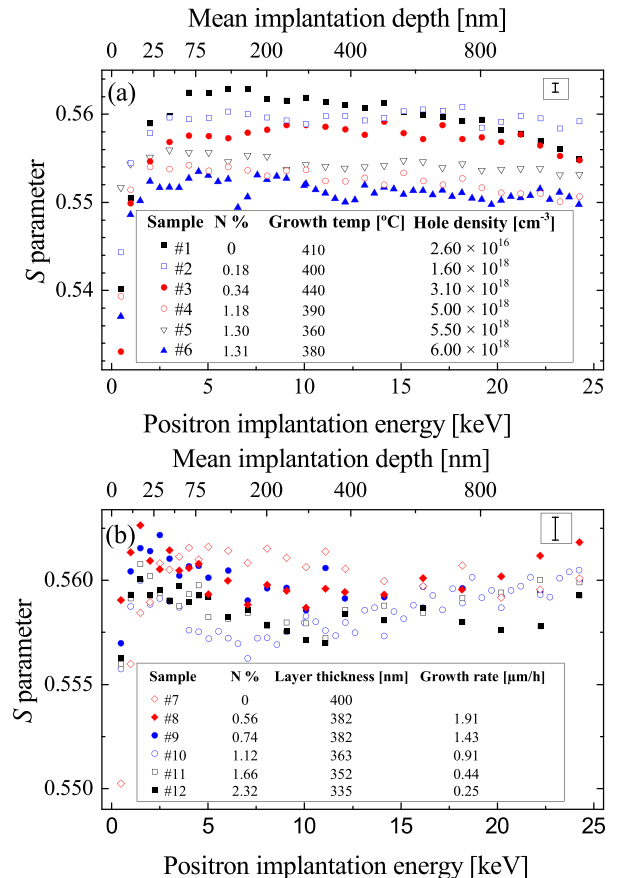 Mean implantation depth [nm]
0 25 75 150 200 300 400 500 800
(a)
0.56
0.55
0.54
S parameter
Sample N % Growth temp [ºC] Hole density [cm⁻³]
#1 0 410 2.60 × 10¹⁶
#2 0.18 400 1.60 × 10¹⁸
#3 0.34 440 3.10 × 10¹⁸
#4 1.18 390 5.00 × 10¹⁸
#5 1.30 360 5.50 × 10¹⁸
#6 1.31 380 6.00 × 10¹⁸
0 5 10 15 20 25
Positron implantation energy [keV]
Mean implantation depth [nm]
0 25 75 150 200 300 400 500 800
(b)
0.560
0.555
0.550
S parameter
Sample N % Layer thickness [nm] Growth rate [µm/h]
#7 0 400
#8 0.56 382 1.91
#9 0.74 382 1.43
#10 1.12 363 0.91
#11 1.66 352 0.44
#12 2.32 335 0.25
0 5 10 15 20 25
Positron implantation energy [keV]